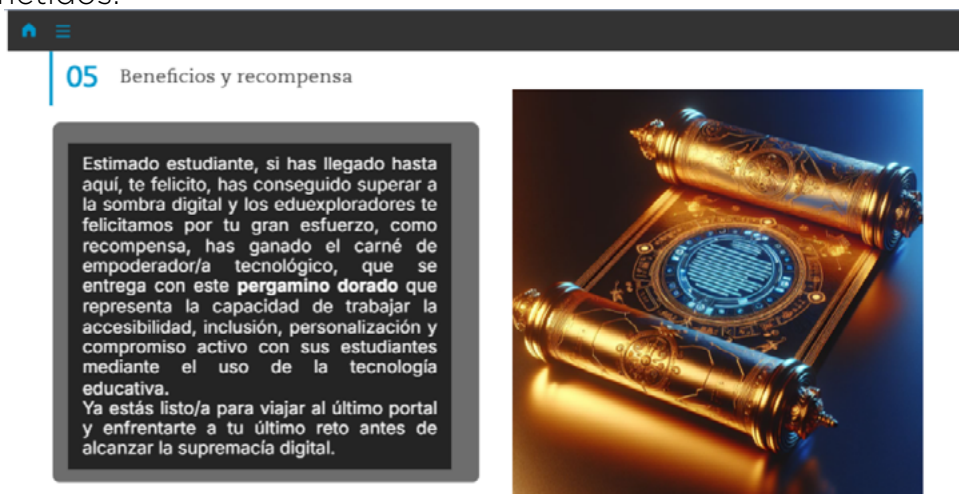 05 Beneficios y recompensa
Estimado estudiante, si has llegado hasta
aquí, te felicito, has conseguido superar a
la sombra digital y los eduexploradores te
felicitamos por tu gran esfuerzo, como
recompensa, has ganado el carné de
empoderador/a tecnológico, que se
entrega con este pergamino dorado que
representa la capacidad de trabajar la
accesibilidad, inclusión, personalización y
compromiso activo con sus estudiantes
mediante el uso de la tecnología
educativa.
Ya estás listo/a para viajar al último portal
y enfrentarte a tu último reto antes de
alcanzar la supremacía digital.